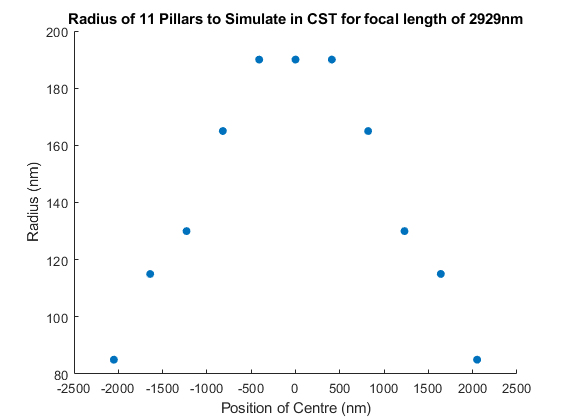 Radius of 11 Pillars to Simulate in CST for focal length of 2929nm
200
180
160
140
120
100
80
Radius (nm)
-2500 -2000 -1500 -1000 -500 0 500 1000 1500 2000 2500
Position of Centre (nm)